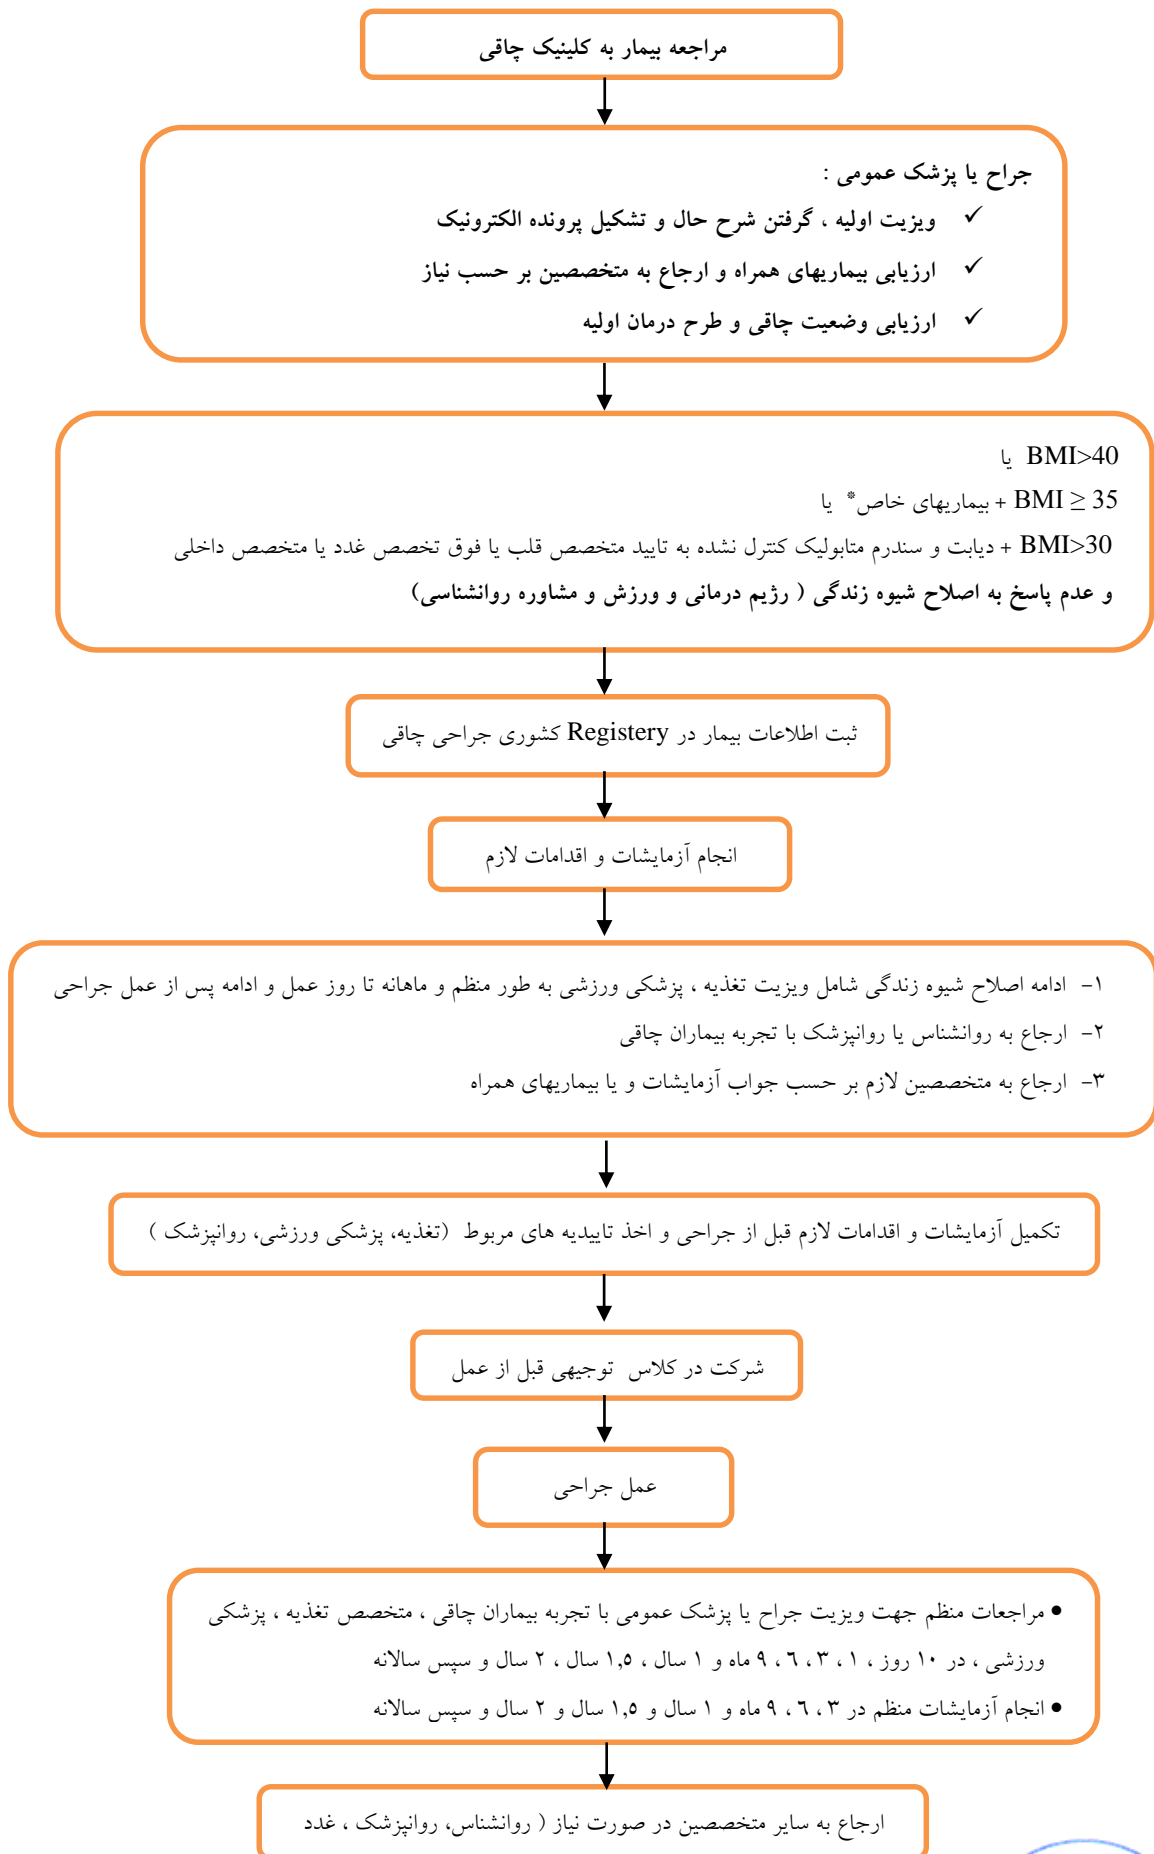 مراجعه بیمار به کلینیک چاقی
جراح یا پزشک عمومی :
✓ ویزیت اولیه ، گرفتن شرح حال و تشکیل پرونده الکترونیک
✓ ارزیابی بیماریهای همراه و ارجاع به متخصصین بر حسب نیاز
✓ ارزیابی وضعیت چاقی و طرح درمان اولیه
BMI>40 یا
BMI ≥ 35 + بیماریهای خاص* یا
BMI>30 + دیابت و سندرم متابولیک کنترل نشده به تایید متخصص قلب یا فوق تخصص غدد یا متخصص داخلی
و عدم پاسخ به اصلاح شیوه زندگی ( رژیم درمانی و ورزش و مشاوره روانشناسی)
ثبت اطلاعات بیمار در Registery کشوری جراحی چاقی
انجام آزمایشات و اقدامات لازم
۱- ادامه اصلاح شیوه زندگی شامل ویزیت تغذیه ، پزشکی ورزشی به طور منظم و ماهانه تا روز عمل و ادامه پس از عمل جراحی
۲- ارجاع به روانشناس یا روانپزشک با تجربه بیماران چاقی
۳- ارجاع به متخصصین لازم بر حسب جواب آزمایشات و یا بیماریهای همراه
تکمیل آزمایشات و اقدامات لازم قبل از جراحی و اخذ تاییدیه های مربوط (تغذیه، پزشکی ورزشی، روانپزشک )
شرکت در کلاس توجیهی قبل از عمل
عمل جراحی
• مراجعات منظم جهت ویزیت جراح یا پزشک عمومی با تجربه بیماران چاقی ، متخصص تغذیه ، پزشکی
ورزشی ، در ۱۰ روز ، ۱ ، ۳ ، ٦ ، ۹ ماه و ۱ سال ، ۱,٥ سال ، ۲ سال و سپس سالانه
• انجام آزمایشات منظم در ۳ ، ٦ ، ۹ ماه و ۱ سال و ۱,٥ سال و ۲ سال و سپس سالانه
ارجاع به سایر متخصصین در صورت نیاز ( روانشناس، روانپزشک ، غدد